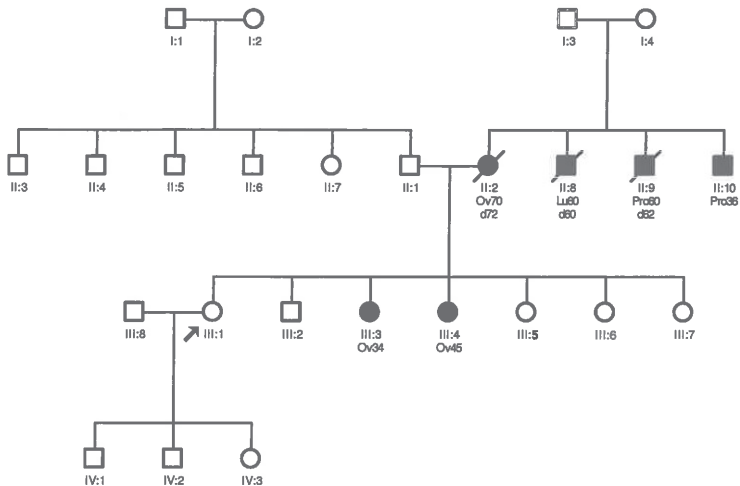 I:1 I:2 I:3 I:4
II:3 II:4 II:5 II:6 II:7 II:1 II:2 II:8 II:9 II:10
Ov70 Lu60 Pro60 Pro36
d72 d60 d62
III:8 III:1 III:2 III:3 III:4 III:5 III:6 III:7
Ov34 Ov45
IV:1 IV:2 IV:3